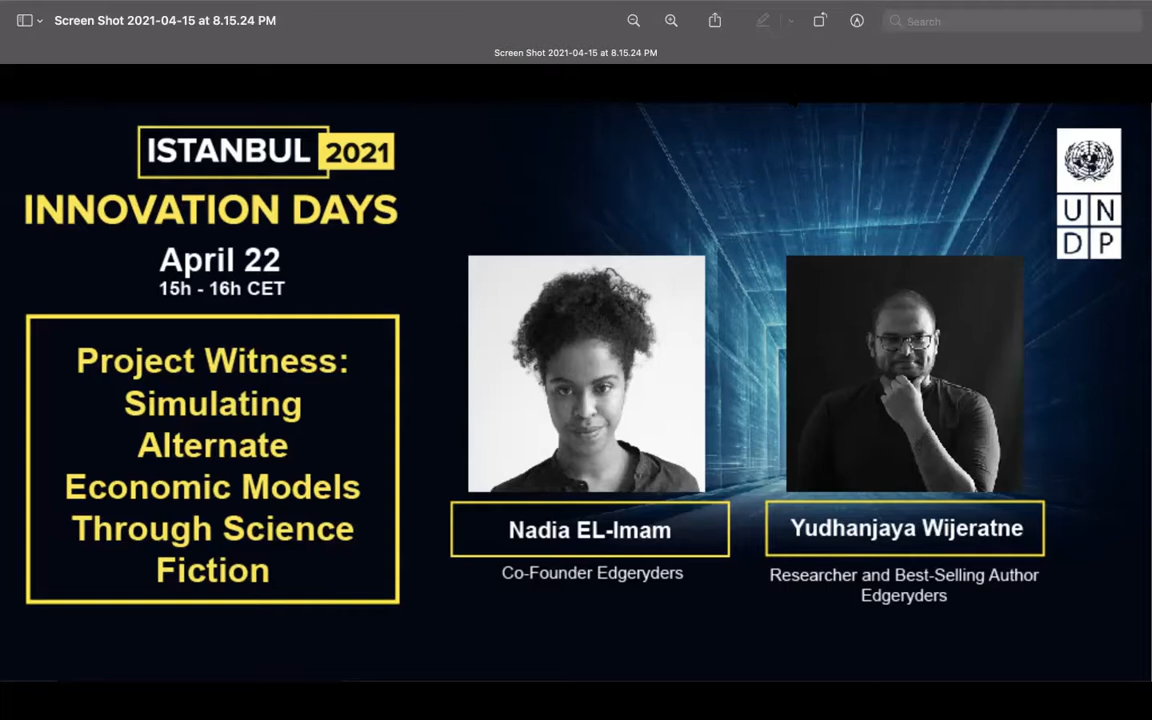 Screen Shot 2021-04-15 at 8.15.24 PM
Search
Screen Shot 2021-04-15 at 8.15.24 PM
ISTANBUL 2021
INNOVATION DAYS
April 22
15h - 16h CET
Project Witness:
Simulating
Alternate
Economic Models
Through Science
Fiction
U N
D P
Nadia EL-Imam
Co-Founder Edgeryders
Yudhanjaya Wijeratne
Researcher and Best-Selling Author
Edgeryders